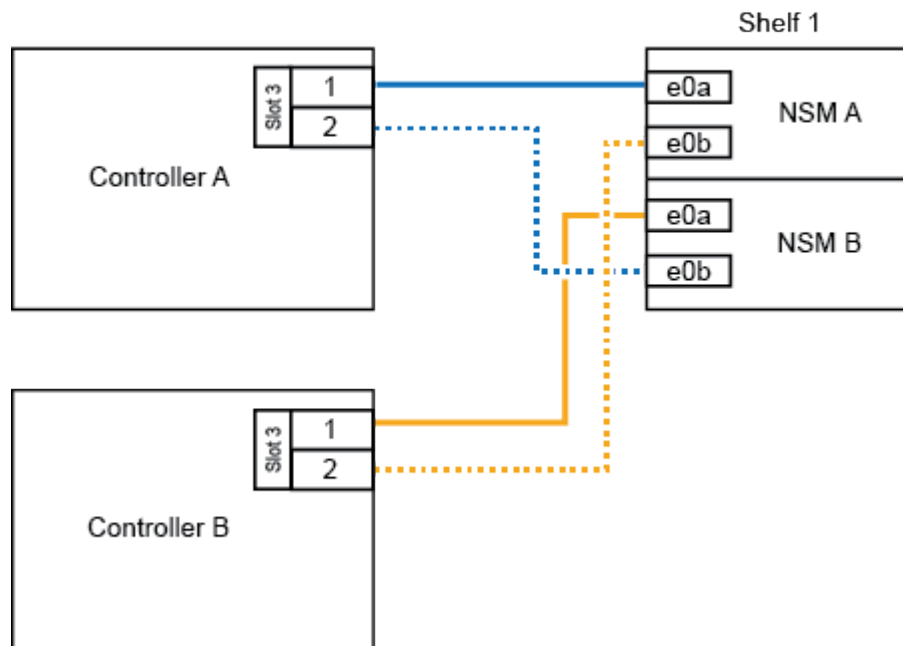 Shelf 1
Slot 3
1
2
Controller A
e0a
e0b
NSM A
e0a
e0b
NSM B
Slot 3
1
2
Controller B